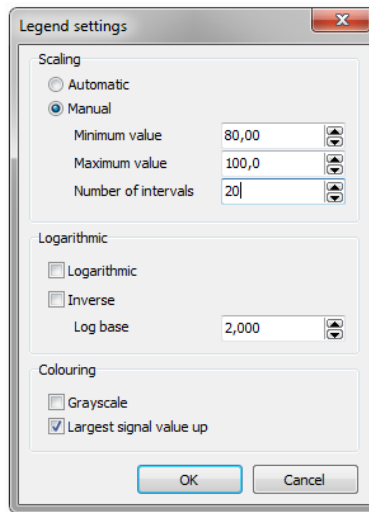 Legend settings
Scaling
Automatic
Manual
Minimum value 80,00
Maximum value 100,0
Number of intervals 20
Logarithmic
Logarithmic
Inverse
Log base 2,000
Colouring
Grayscale
Largest signal value up
OK Cancel